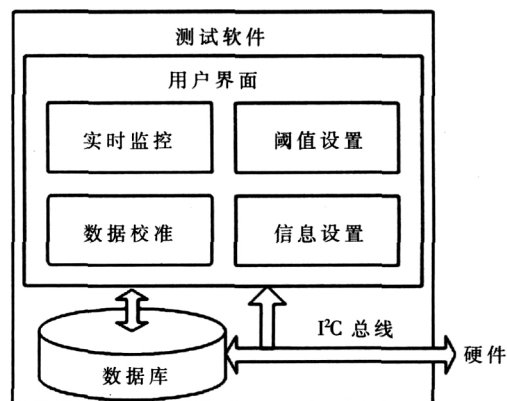 测试软件
用户界面
实时监控
阈值设置
数据校准
信息设置
I²C 总线
硬件
数据库